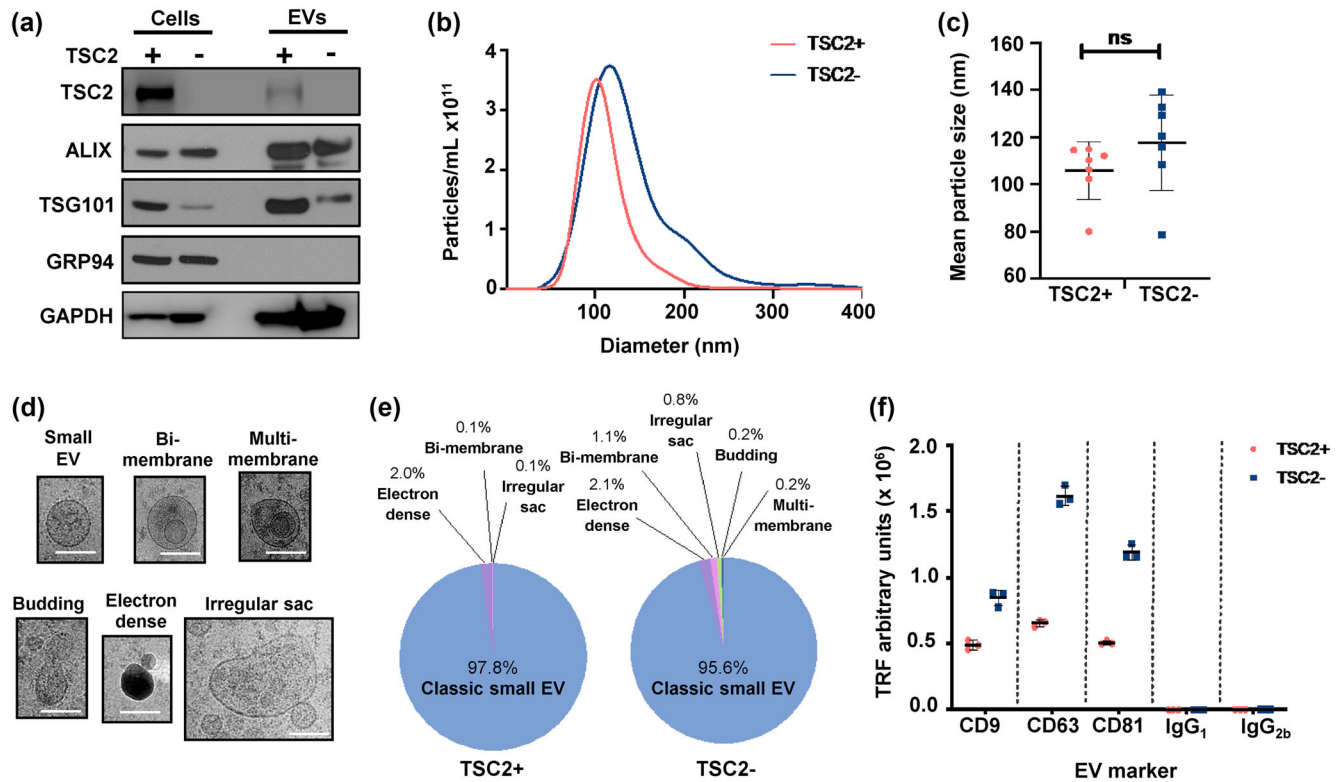 (a)
Cells EVs
TSC2 + - + -
TSC2
ALIX
TSG101
GRP94
GAPDH
(b)
TSC2+
TSC2-
Particles/mL x10¹¹
4
3
2
1
0
100 200 300 400
Diameter (nm)
(c)
ns
Mean particle size (nm)
160
140
120
100
80
60
TSC2+ TSC2-
(d)
Small
EV
Bi-
membrane
Multi-
membrane
Budding
Electron
dense
Irregular sac
(e)
2.0%
Electron
dense
0.1%
Bi-membrane
0.1%
Irregular
sac
97.8%
Classic small EV
TSC2+
2.1%
Electron
dense
1.1%
Bi-membrane
0.8%
Irregular
sac
0.2%
Budding
0.2%
Multi-
membrane
95.6%
Classic small EV
TSC2-
(f)
TSC2+
TSC2-
TRF arbitrary units (x 10⁶)
2.0
1.5
1.0
0.5
0.0
CD9 CD63 CD81 IgG₁ IgG₂b
EV marker